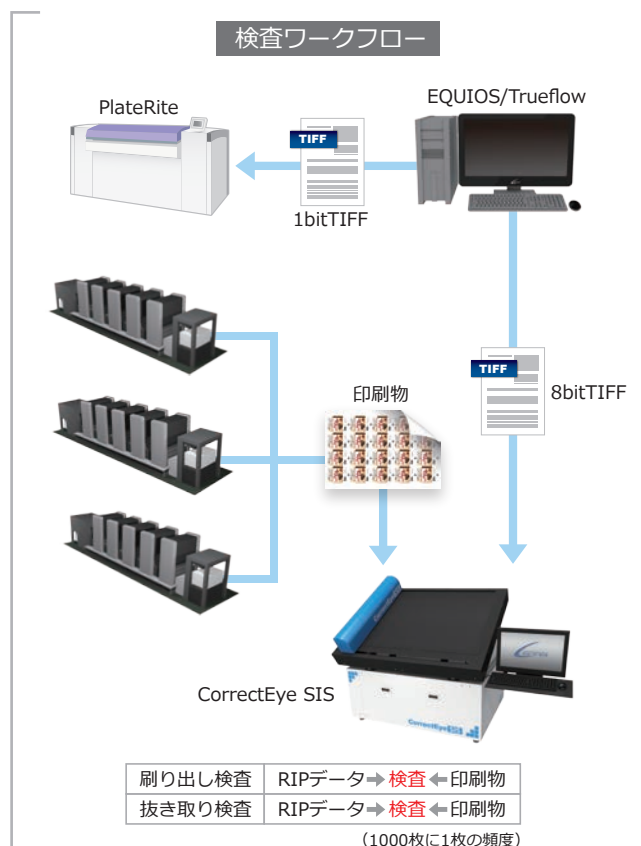 検査ワークフロー
PlateRite
EQUIOS/Trueflow
TIFF
1bitTIFF
TIFF
8bitTIFF
印刷物
CorrectEye SIS
CorrectEye SIS
刷り出し検査 RIPデータ➡検査⬅印刷物
抜き取り検査 RIPデータ➡検査⬅印刷物
(1000枚に1枚の頻度)